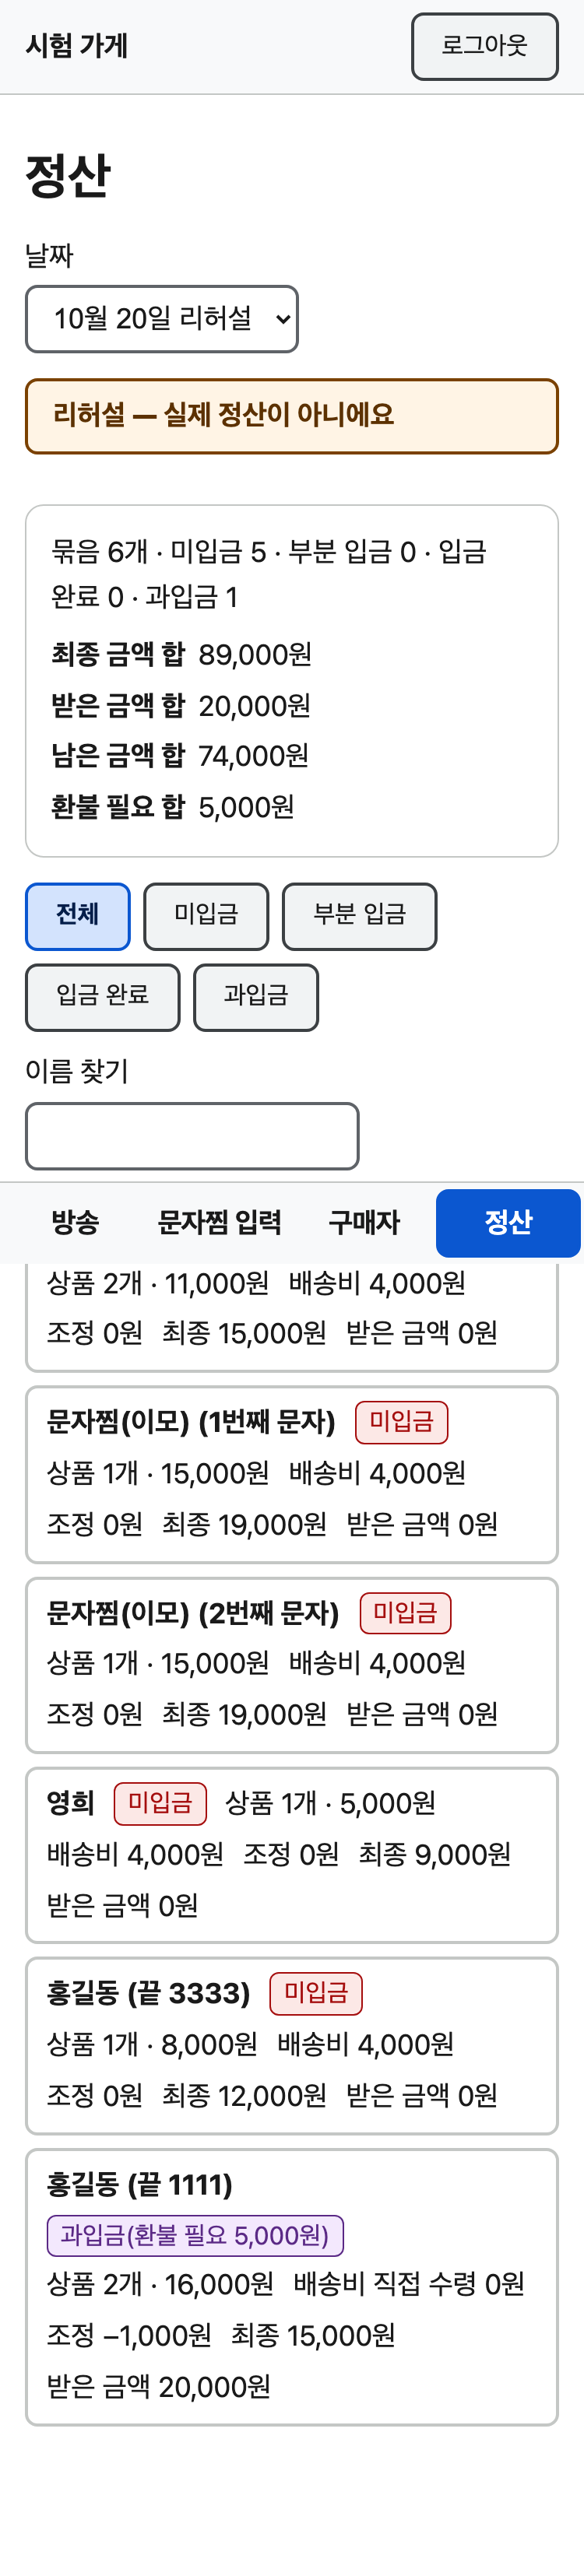 시험 가게
로그아웃
정산
날짜
10월 20일 리허설
리허설 — 실제 정산이 아니에요
묶음 6개 · 미입금 5 · 부분 입금 0 · 입금
완료 0 · 과입금 1
최종 금액 합 89,000원
받은 금액 합 20,000원
남은 금액 합 74,000원
환불 필요 합 5,000원
전체 미입금 부분 입금
입금 완료 과입금
이름 찾기
방송 문자찜 입력 구매자 정산
상품 2개 · 11,000원 배송비 4,000원
조정 0원 최종 15,000원 받은 금액 0원
문자찜(이모) (1번째 문자) 미입금
상품 1개 · 15,000원 배송비 4,000원
조정 0원 최종 19,000원 받은 금액 0원
문자찜(이모) (2번째 문자) 미입금
상품 1개 · 15,000원 배송비 4,000원
조정 0원 최종 19,000원 받은 금액 0원
영희 미입금 상품 1개 · 5,000원
배송비 4,000원 조정 0원 최종 9,000원
받은 금액 0원
홍길동 (끝 3333) 미입금
상품 1개 · 8,000원 배송비 4,000원
조정 0원 최종 12,000원 받은 금액 0원
홍길동 (끝 1111)
과입금(환불 필요 5,000원)
상품 2개 · 16,000원 배송비 직접 수령 0원
조정 −1,000원 최종 15,000원
받은 금액 20,000원